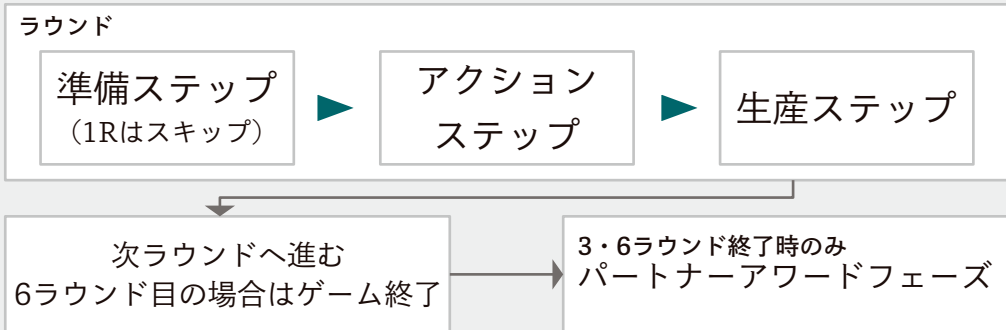 ラウンド
準備ステップ
（1Rはスキップ）
アクション
ステップ
生産ステップ
次ラウンドへ進む
6ラウンド目の場合はゲーム終了
3・6ラウンド終了時のみ
パートナーアワードフェーズ